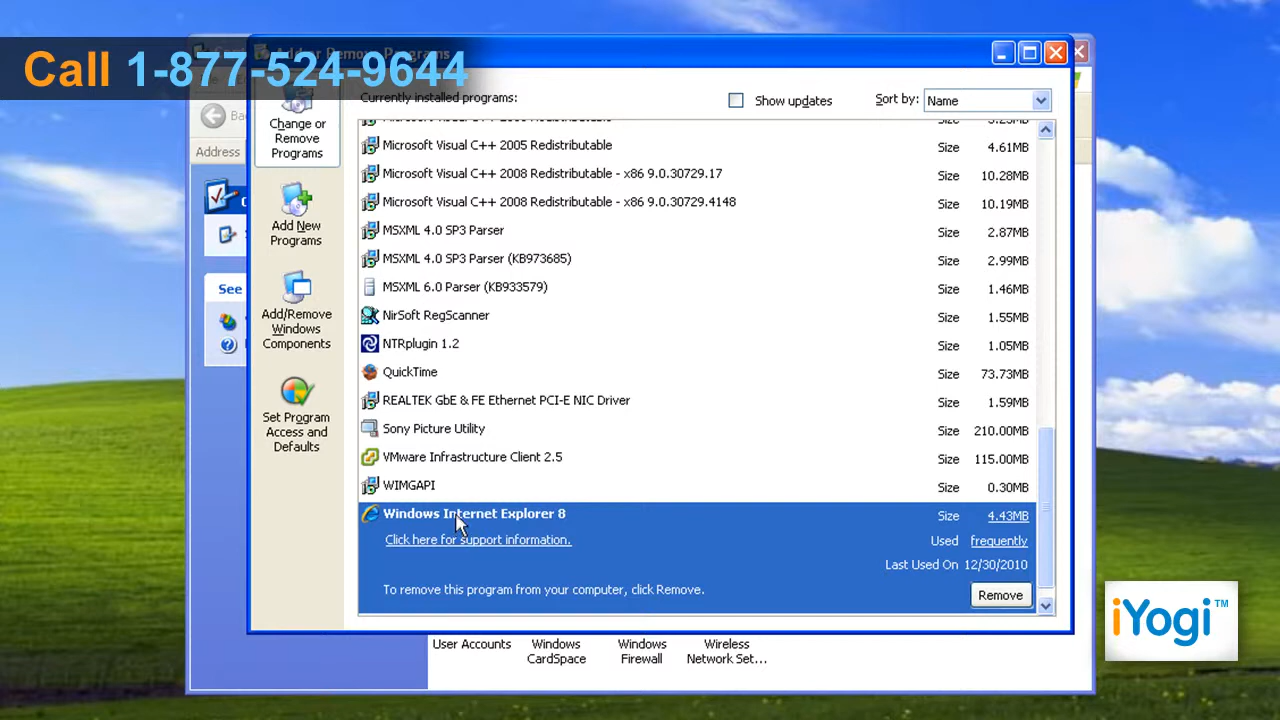 Add or Remove Programs
Call 1-877-524-9644
Currently installed programs:
Show updates
Sort by:
Name
Change or
Remove
Programs
Address
Size
Microsoft Visual C++ 2005 Redistributable
Size
4.61MB
Microsoft Visual C++ 2008 Redistributable - x86 9.0.30729.17
Size
10.28MB
Microsoft Visual C++ 2008 Redistributable - x86 9.0.30729.4148
Size
10.19MB
Add New
Programs
MSXML 4.0 SP3 Parser
Size
2.87MB
MSXML 4.0 SP3 Parser (KB973685)
Size
2.99MB
See
MSXML 6.0 Parser (KB933579)
Size
1.46MB
Add/Remove
Windows
Components
NirSoft RegScanner
Size
1.55MB
NTRplugin 1.2
Size
1.05MB
QuickTime
Size
73.73MB
REALTEK GbE & FE Ethernet PCI-E NIC Driver
Size
1.59MB
Set Program
Access and
Defaults
Sony Picture Utility
Size
210.00MB
VMware Infrastructure Client 2.5
Size
115.00MB
WIMGAPI
Size
0.30MB
Windows Internet Explorer 8
Size
4.43MB
Click here for support information.
Used
frequently
Last Used On 12/30/2010
To remove this program from your computer, click Remove.
Remove
iYogi™
User Accounts
Windows
CardSpace
Windows
Firewall
Wireless
Network Set...